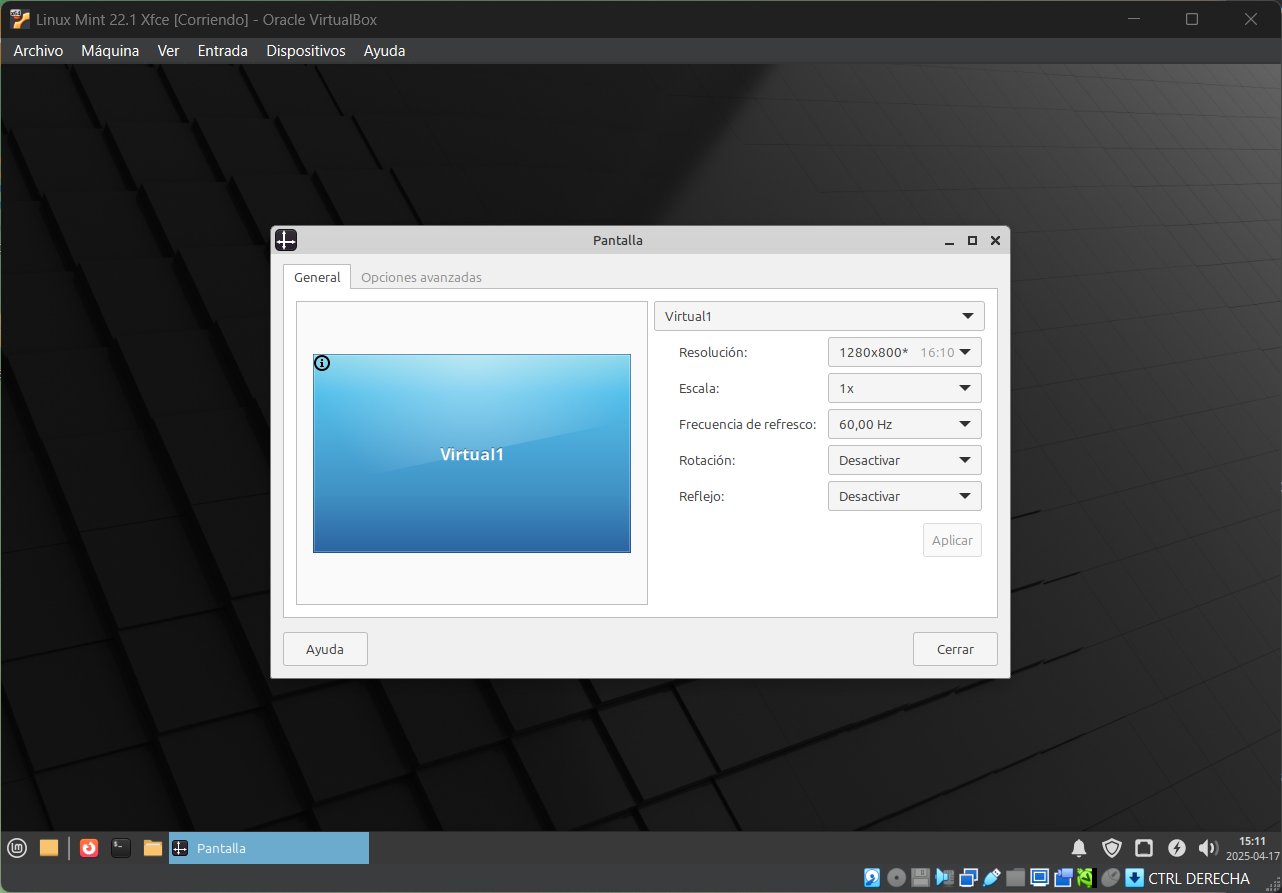 Linux Mint 22.1 Xfce [Corriendo] - Oracle VirtualBox
Archivo Máquina Ver Entrada Dispositivos Ayuda
Pantalla
General Opciones avanzadas
Virtual1
Virtual1
Resolución: 1280x800* 16:10
Escala: 1x
Frecuencia de refresco: 60,00 Hz
Rotación: Desactivar
Reflejo: Desactivar
Aplicar
Ayuda Cerrar
Pantalla
15:11
2025-04-17
CTRL DERECHA